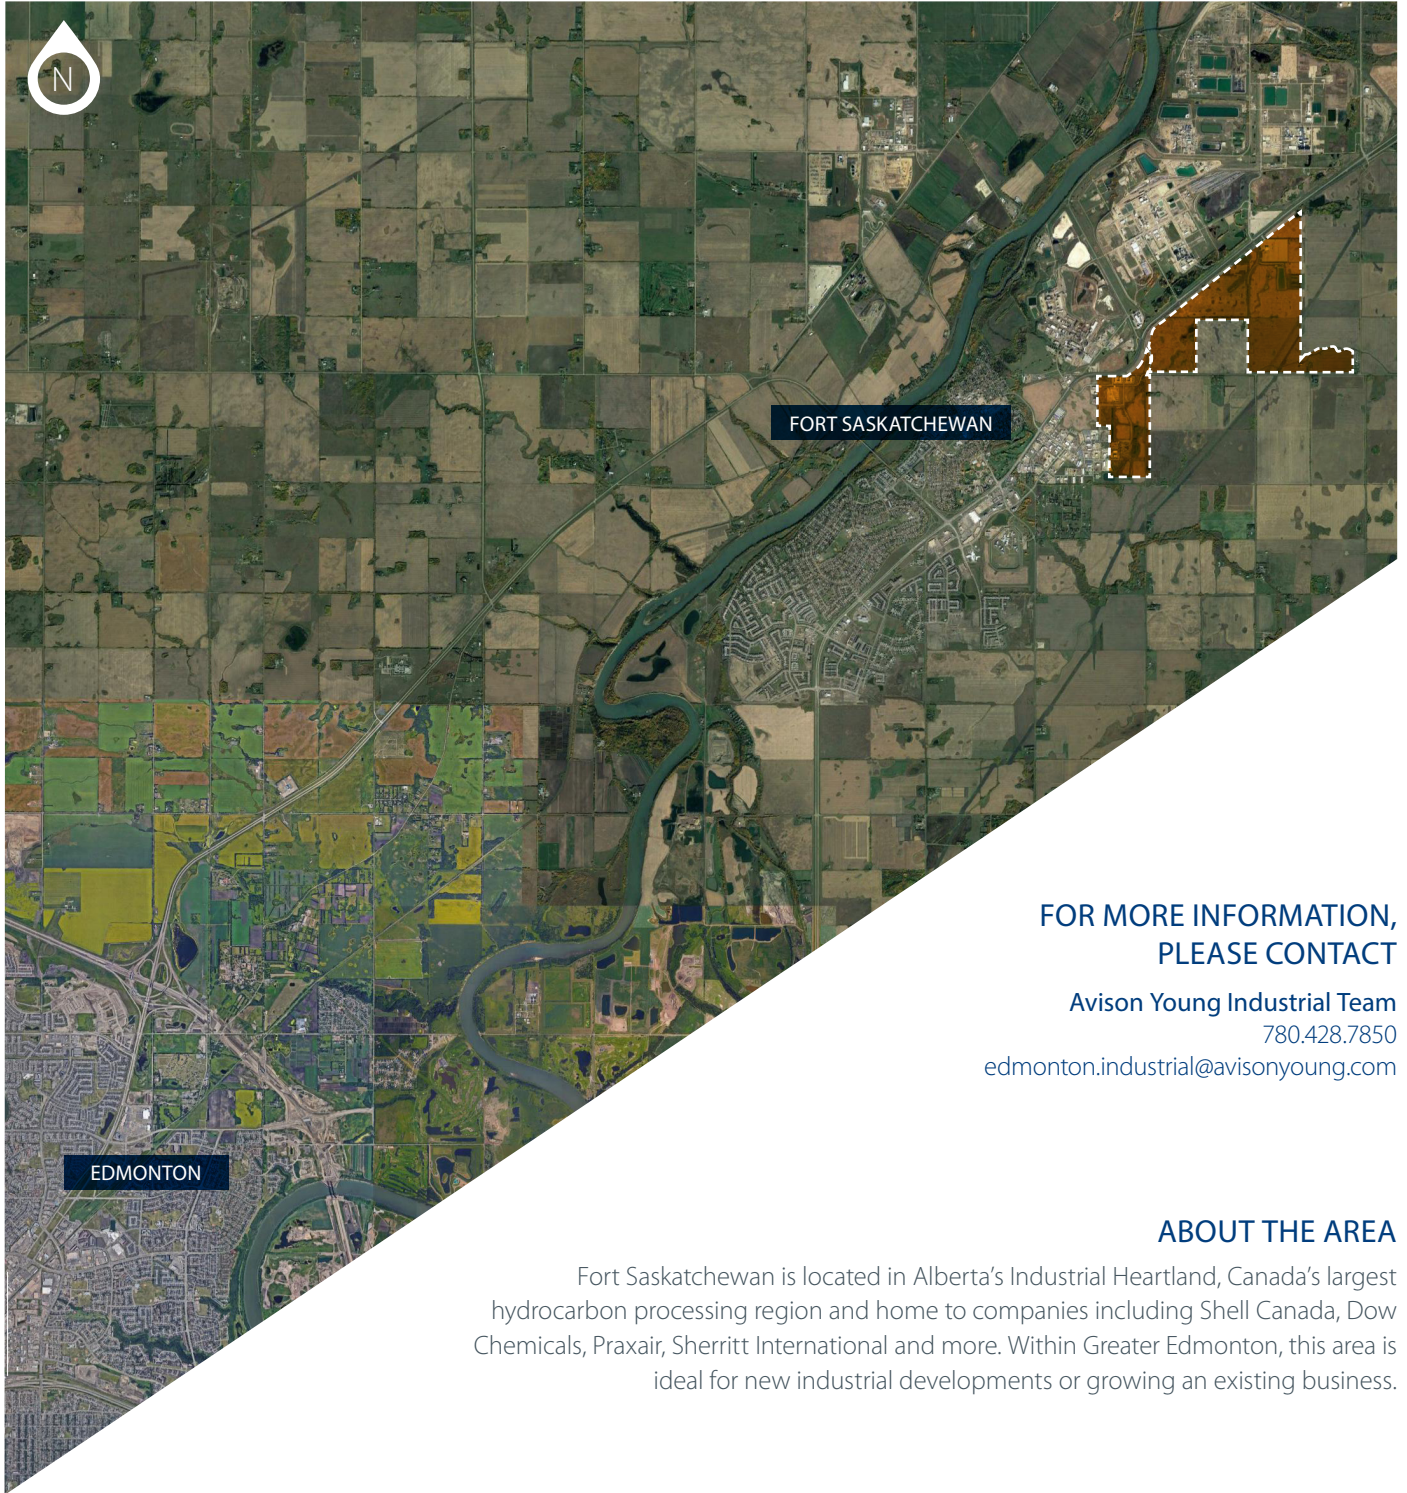 N
FORT SASKATCHEWAN
EDMONTON
FOR MORE INFORMATION,
PLEASE CONTACT
Avison Young Industrial Team
780.428.7850
edmonton.industrial@avisonyoung.com
ABOUT THE AREA
Fort Saskatchewan is located in Alberta’s Industrial Heartland, Canada’s largest
hydrocarbon processing region and home to companies including Shell Canada, Dow
Chemicals, Praxair, Sherritt International and more. Within Greater Edmonton, this area is
ideal for new industrial developments or growing an existing business.